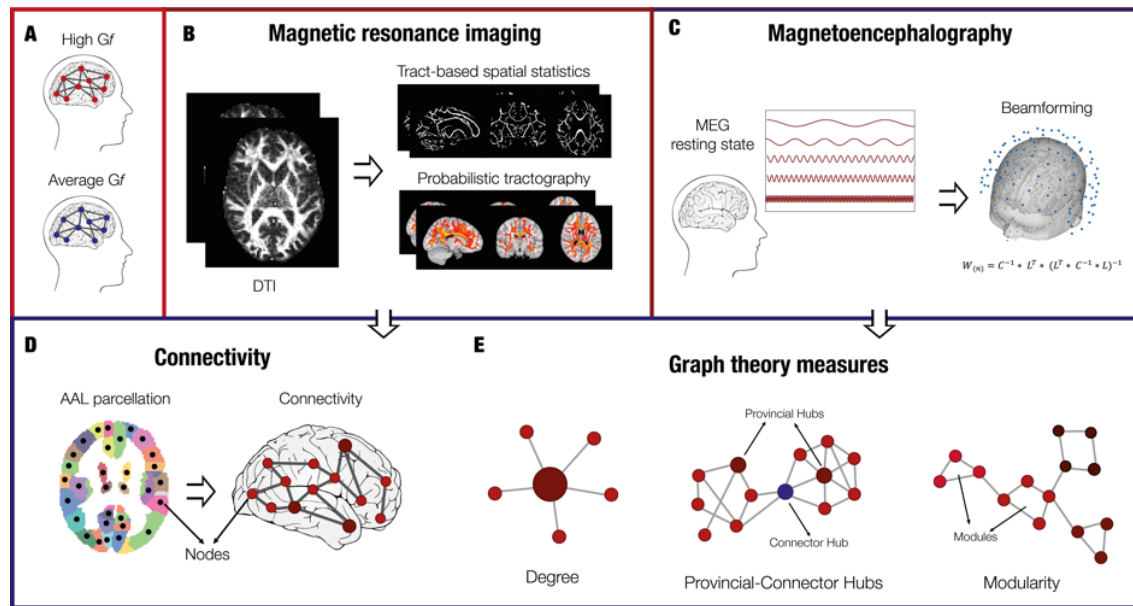 A
High Gf
Average Gf
B
Magnetic resonance imaging
DTI
Tract-based spatial statistics
Probabilistic tractography
C
Magnetoencephalography
MEG
resting state
Beamforming
W₍ₙ₎ = C⁻¹ * Lᵀ * (Lᵀ * C⁻¹ * L)⁻¹
D
Connectivity
AAL parcellation
Connectivity
Nodes
E
Graph theory measures
Degree
Provincial Hubs
Connector Hub
Provincial-Connector Hubs
Modules
Modularity